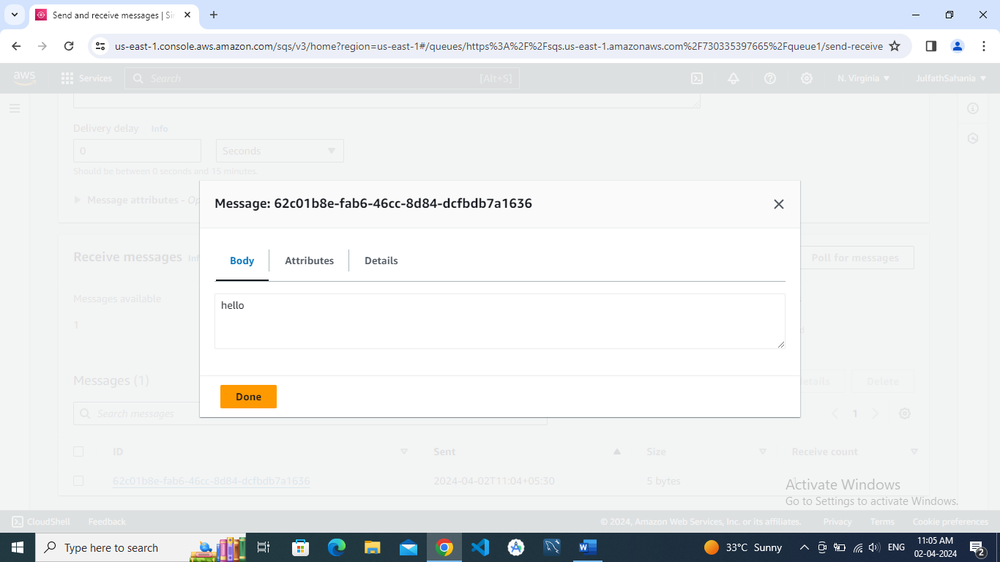 Send and receive messages | Si
us-east-1.console.aws.amazon.com/sqs/v3/home?region=us-east-1#/queues/https%3A%2F%2Fsqs.us-east-1.amazonaws.com%2F730335397665%2Fqueue1/send-receive
aws
Services
Search
[Alt+S]
N. Virginia
JulfathSahania
Delivery delay
Info
0
Seconds
Should be between 0 seconds and 15 minutes.
Message attributes - Op
Message: 62c01b8e-fab6-46cc-8d84-dcfbdb7a1636
Receive messages
Inf
Poll for messages
Body
Attributes
Details
Messages available
1
hello
Messages (1)
etails
Delete
Done
Search messages
1
ID
Sent
Size
Receive count
62c01b8e-fab6-46cc-8d84-dcfbdb7a1636
2024-04-02T11:04+05:30
5 bytes
1
Activate Windows
Go to Settings to activate Windows.
CloudShell
Feedback
© 2024, Amazon Web Services, Inc. or its affiliates.
Privacy
Terms
Cookie preferences
Type here to search
33°C Sunny
ENG
11:05 AM
02-04-2024
2